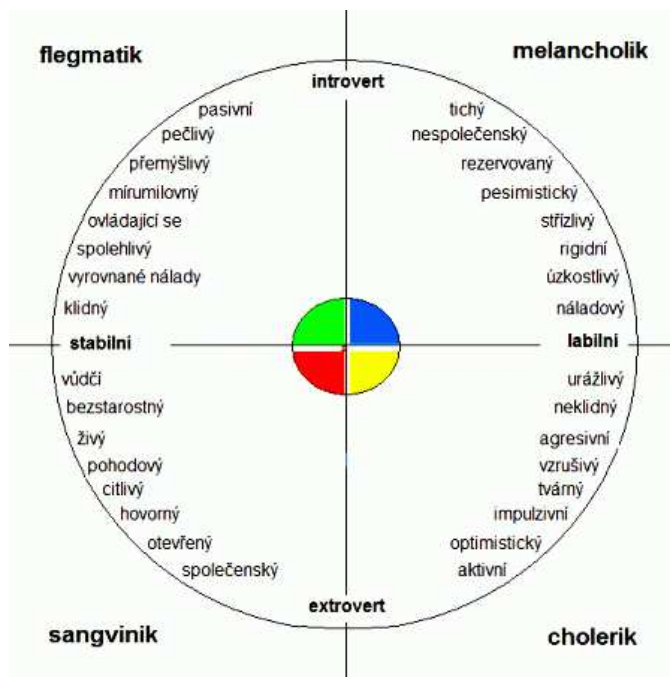 flegmatik
melancholik
introvert
pasivní
pečlivý
přemýšlivý
mírumilovný
ovládající se
spolehlivý
vyrovnané nálady
klidný
tichý
nespolečenský
rezervovaný
pesimistický
střízlivý
rigidní
úzkostlivý
náladový
stabilni
labilni
vůdčí
bezstarostný
živý
pohodový
citlivý
hovorný
otevřený
společenský
urážlivý
neklidný
agresivní
vzrušivý
tvárný
impulzivní
optimistický
aktivní
extrovert
sangvinik
cholerik